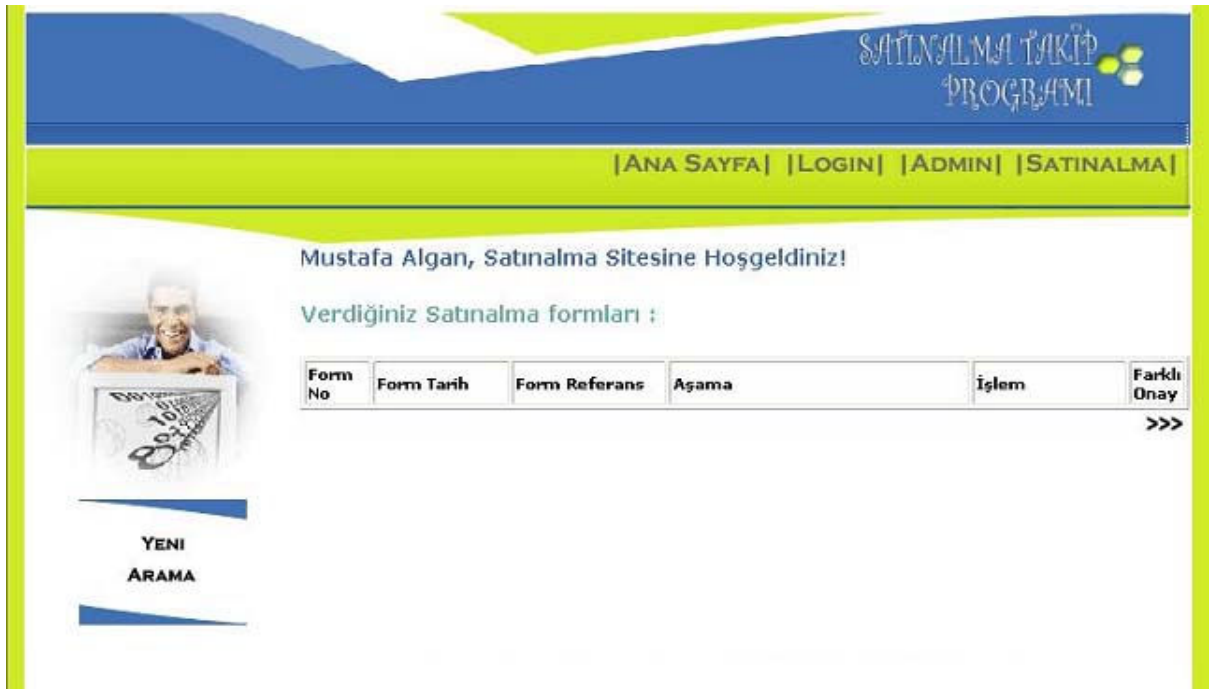 SATINALMA TAKİP
PROGRAMI
|ANA SAYFA| |LOGIN| |ADMIN| |SATINALMA|
Mustafa Algan, Satınalma Sitesine Hoşgeldiniz!
Verdiğiniz Satınalma formları :
Form No Form Tarih Form Referans Aşama İşlem Farklı Onay
>>>
YENI
ARAMA